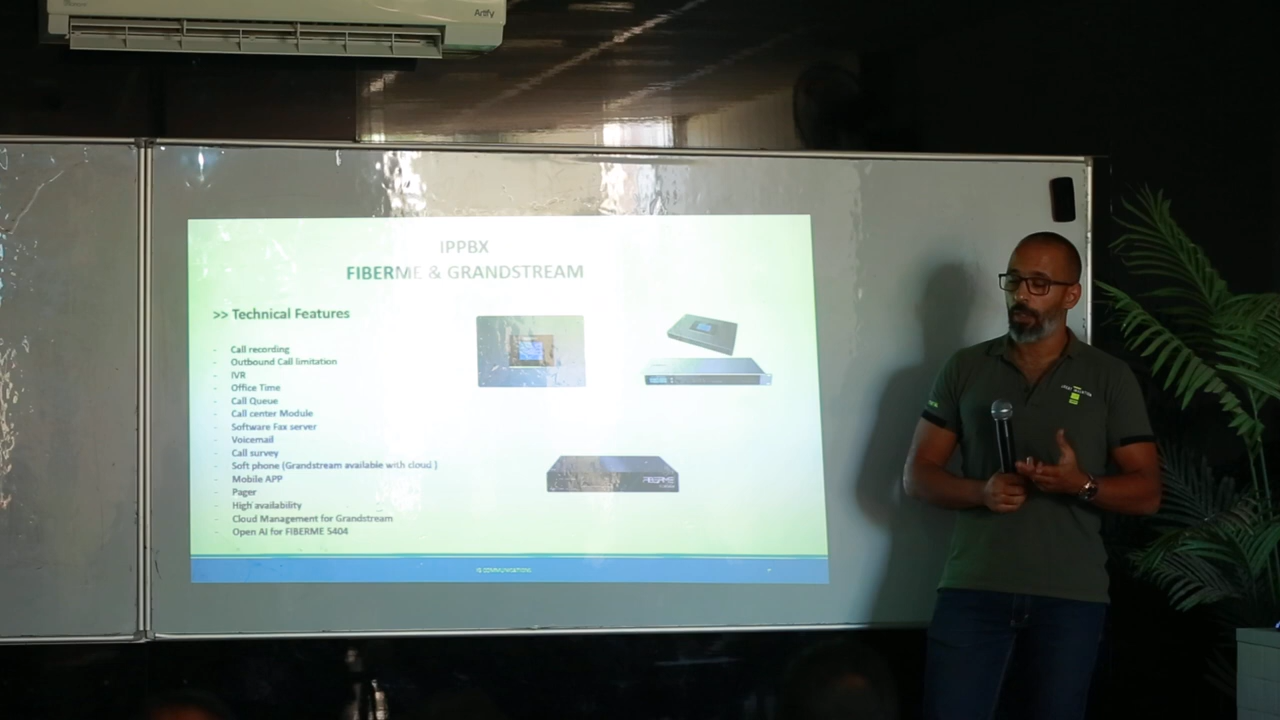 Artfy
IPPBX
FIBERME & GRANDSTREAM
>> Technical Features
- Call recording
- Outbound Call limitation
- IVR
- Office Time
- Call Queue
- Call center Module
- Software Fax server
- Voicemail
- Call survey
- Soft phone (Grandstream available with cloud )
- Mobile APP
- Pager
- High availability
- Cloud Management for Grandstream
- Open AI for FIBERME 5404
FIBERME